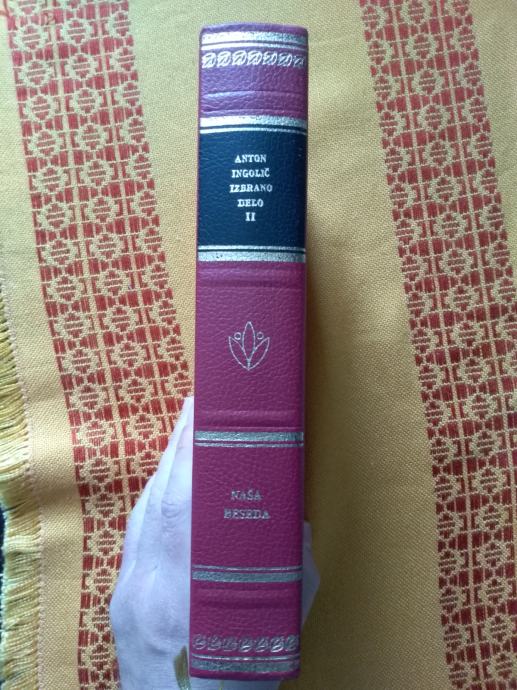 ANTON
INGOLIČ
IZBRANO
DELO
II
NAŠA
BESEDA